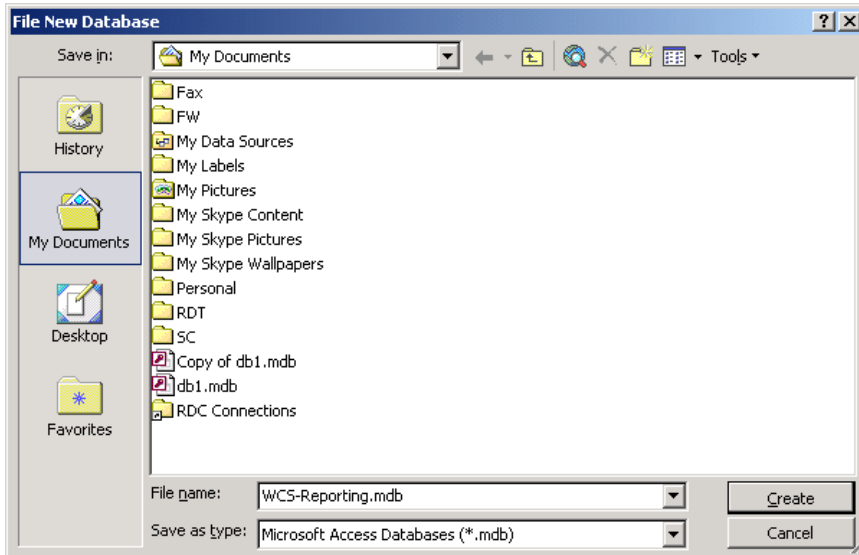 File New Database
Save in: My Documents Tools
History
My Documents
Desktop
Favorites
Fax
FW
My Data Sources
My Labels
My Pictures
My Skype Content
My Skype Pictures
My Skype Wallpapers
Personal
RDT
SC
Copy of db1.mdb
db1.mdb
RDC Connections
File name: WCS-Reporting.mdb Create
Save as type: Microsoft Access Databases (*.mdb) Cancel